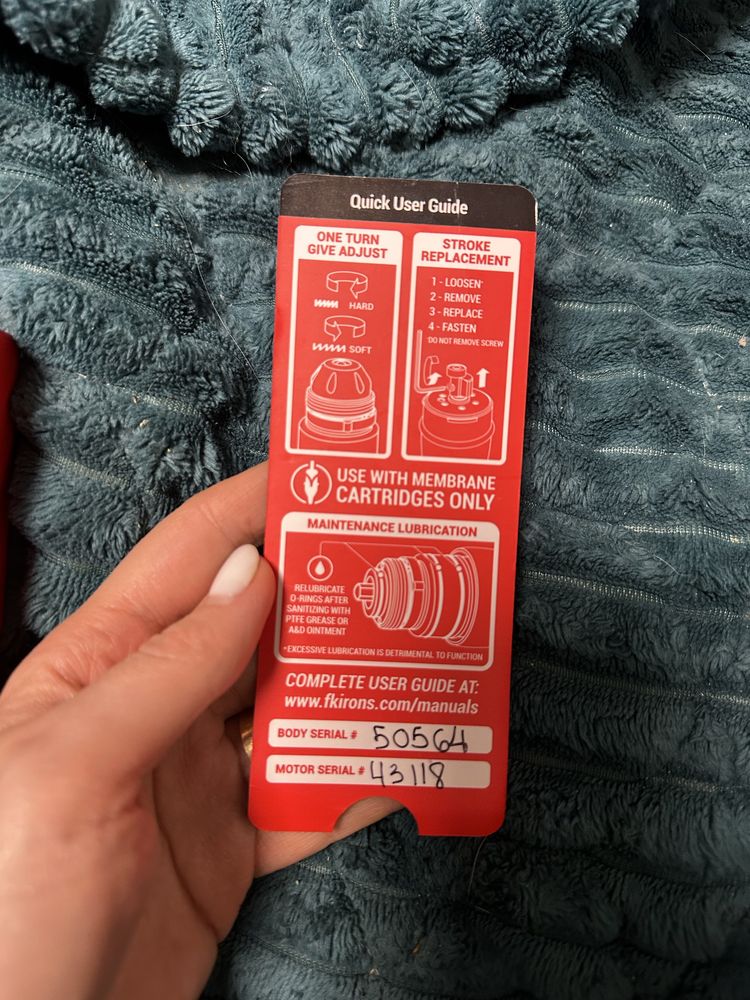 Quick User Guide
ONE TURN
GIVE ADJUST
HARD
SOFT
STROKE
REPLACEMENT
1 - LOOSEN*
2 - REMOVE
3 - REPLACE
4 - FASTEN
*DO NOT REMOVE SCREW
USE WITH MEMBRANE
CARTRIDGES ONLY
MAINTENANCE LUBRICATION
RELUBRICATE
O-RINGS AFTER
SANITIZING WITH
PTFE GREASE OR
A&D OINTMENT
*EXCESSIVE LUBRICATION IS DETRIMENTAL TO FUNCTION
COMPLETE USER GUIDE AT:
www.fkirons.com/manuals
BODY SERIAL # 50564
MOTOR SERIAL # 43118